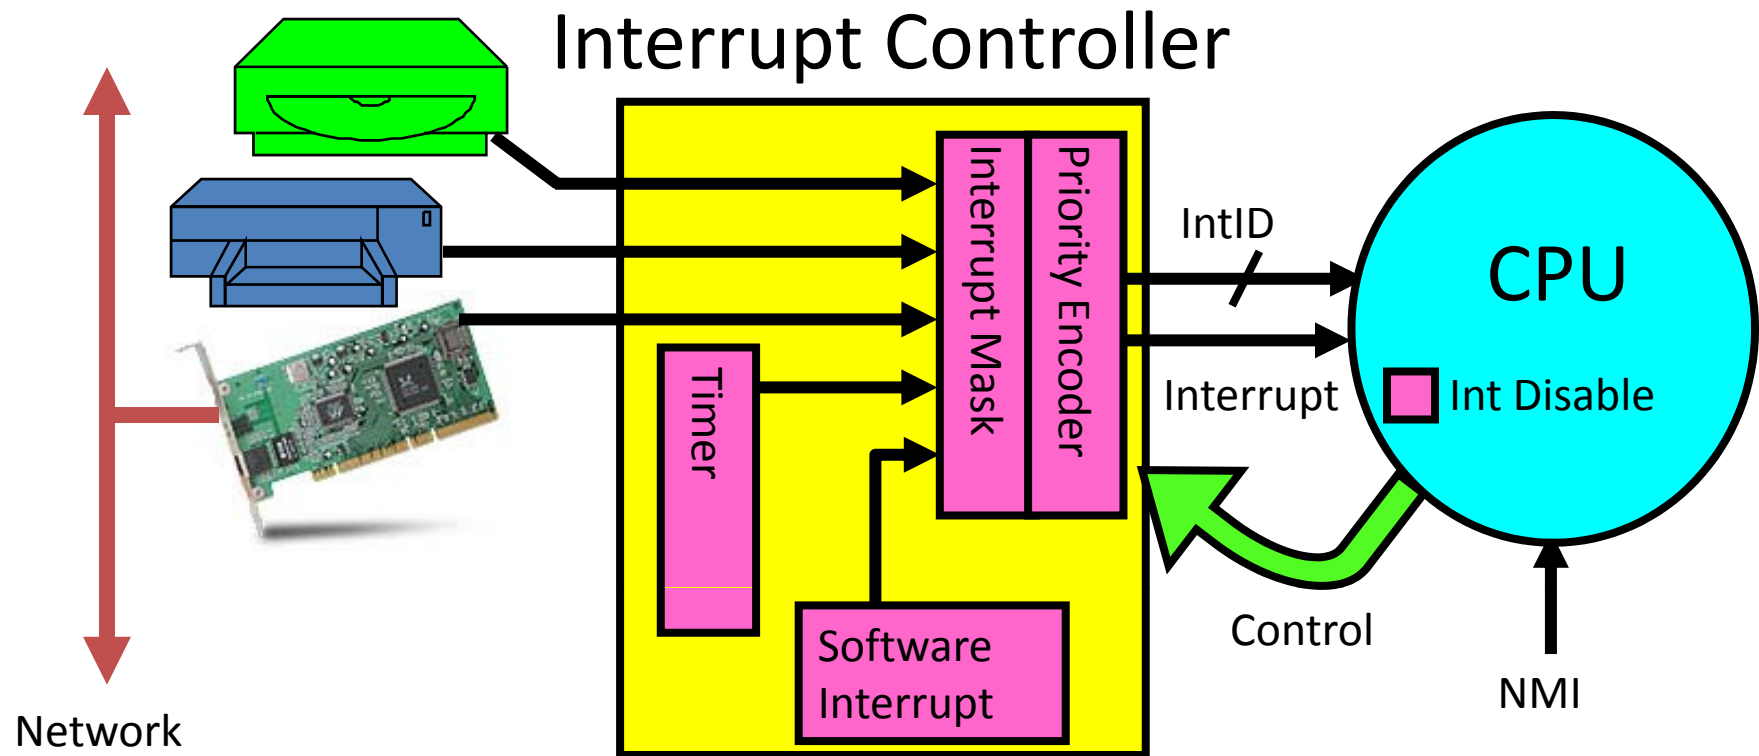 Interrupt Controller
Interrupt Mask
Priority Encoder
IntID
CPU
Timer
Interrupt
Int Disable
Software
Interrupt
Control
NMI
Network